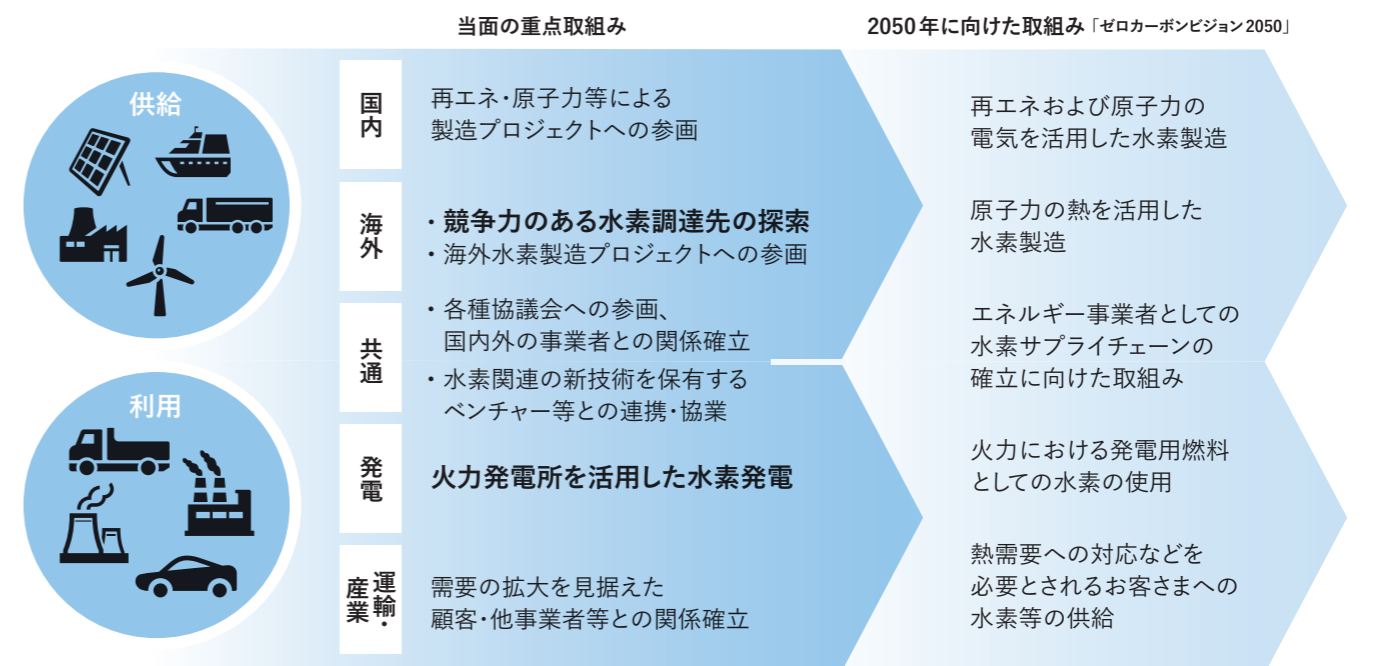 当面の重点取組み
2050年に向けた取組み「ゼロカーボンビジョン2050」
供給
国内
再エネ・原子力等による
製造プロジェクトへの参画
海外
・競争力のある水素調達先の探索
・海外水素製造プロジェクトへの参画
共通
・各種協議会への参画、
国内外の事業者との関係確立
・水素関連の新技術を保有する
ベンチャー等との連携・協業
利用
発電
火力発電所を活用した水素発電
運輸・
産業
需要の拡大を見据えた
顧客・他事業者等との関係確立
再エネおよび原子力の
電気を活用した水素製造
原子力の熱を活用した
水素製造
エネルギー事業者としての
水素サプライチェーンの
確立に向けた取組み
火力における発電用燃料
としての水素の使用
熱需要への対応などを
必要とされるお客さまへの
水素等の供給